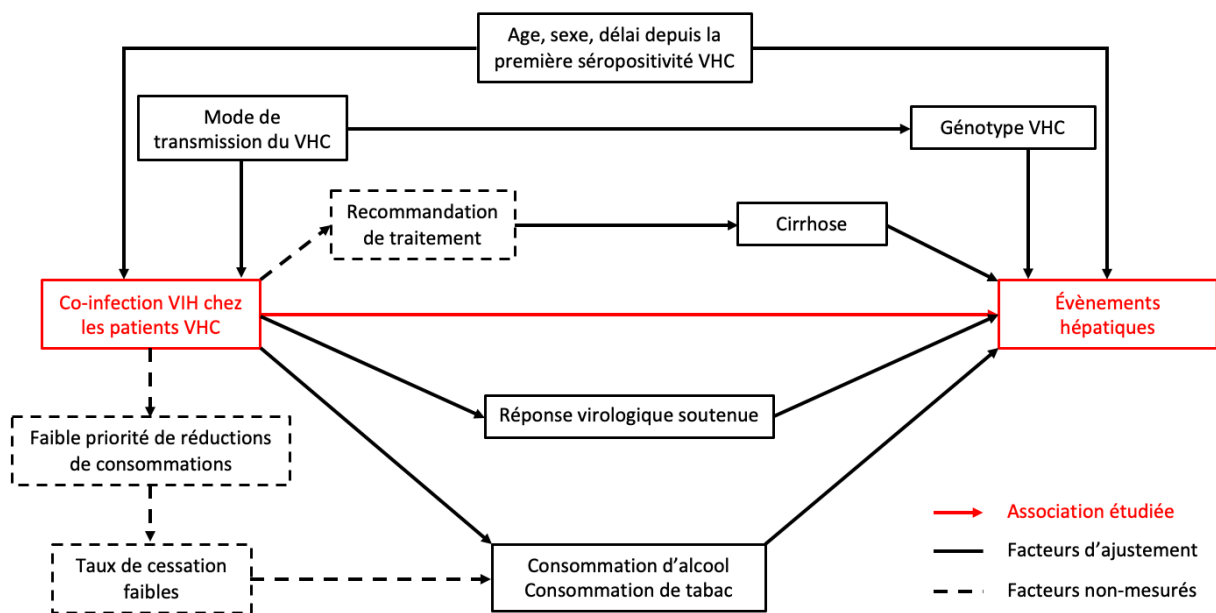 Age, sexe, délai depuis la
première séropositivité VHC
Mode de
transmission du VHC
Génotype VHC
Recommandation
de traitement
Cirrhose
Co-infection VIH chez
les patients VHC
Évènements
hépatiques
Réponse virologique soutenue
Faible priorité de réductions
de consommations
Taux de cessation
faibles
Consommation d'alcool
Consommation de tabac
Association étudiée
Facteurs d'ajustement
Facteurs non-mesurés